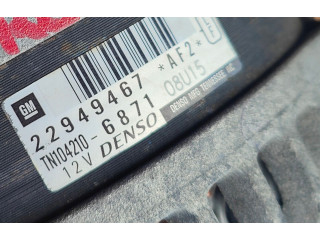 GM
22949467 *AF2*
TN104210-6871 08U15
12V DENSO